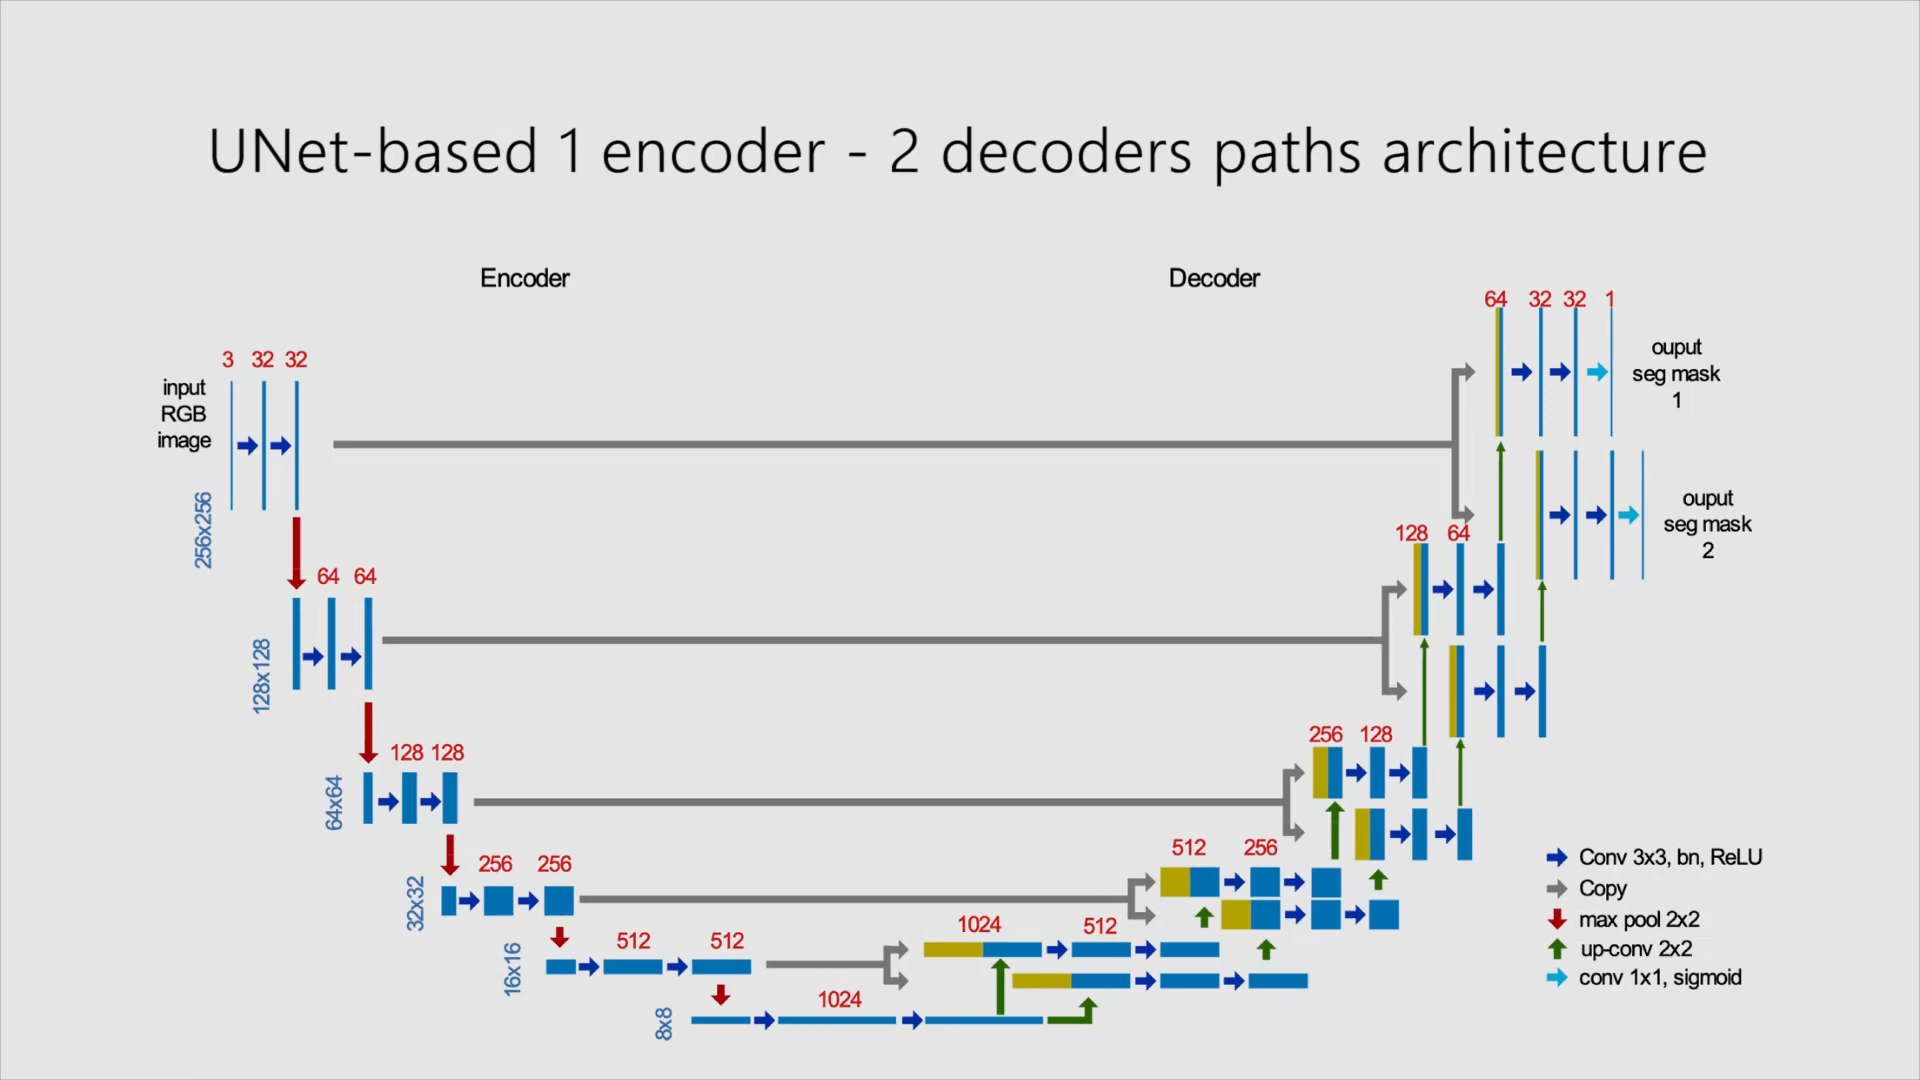 UNet-based 1 encoder - 2 decoders paths architecture
Encoder
Decoder
64 32 32 1
ouput
seg mask
1
3 32 32
input
RGB
image
256x256
ouput
seg mask
2
128 64
64 64
128x128
256 128
128 128
64x64
512 256
256 256
32x32
1024 512
512 512
16x16
1024
8x8
Conv 3x3, bn, ReLU
Copy
max pool 2x2
up-conv 2x2
conv 1x1, sigmoid